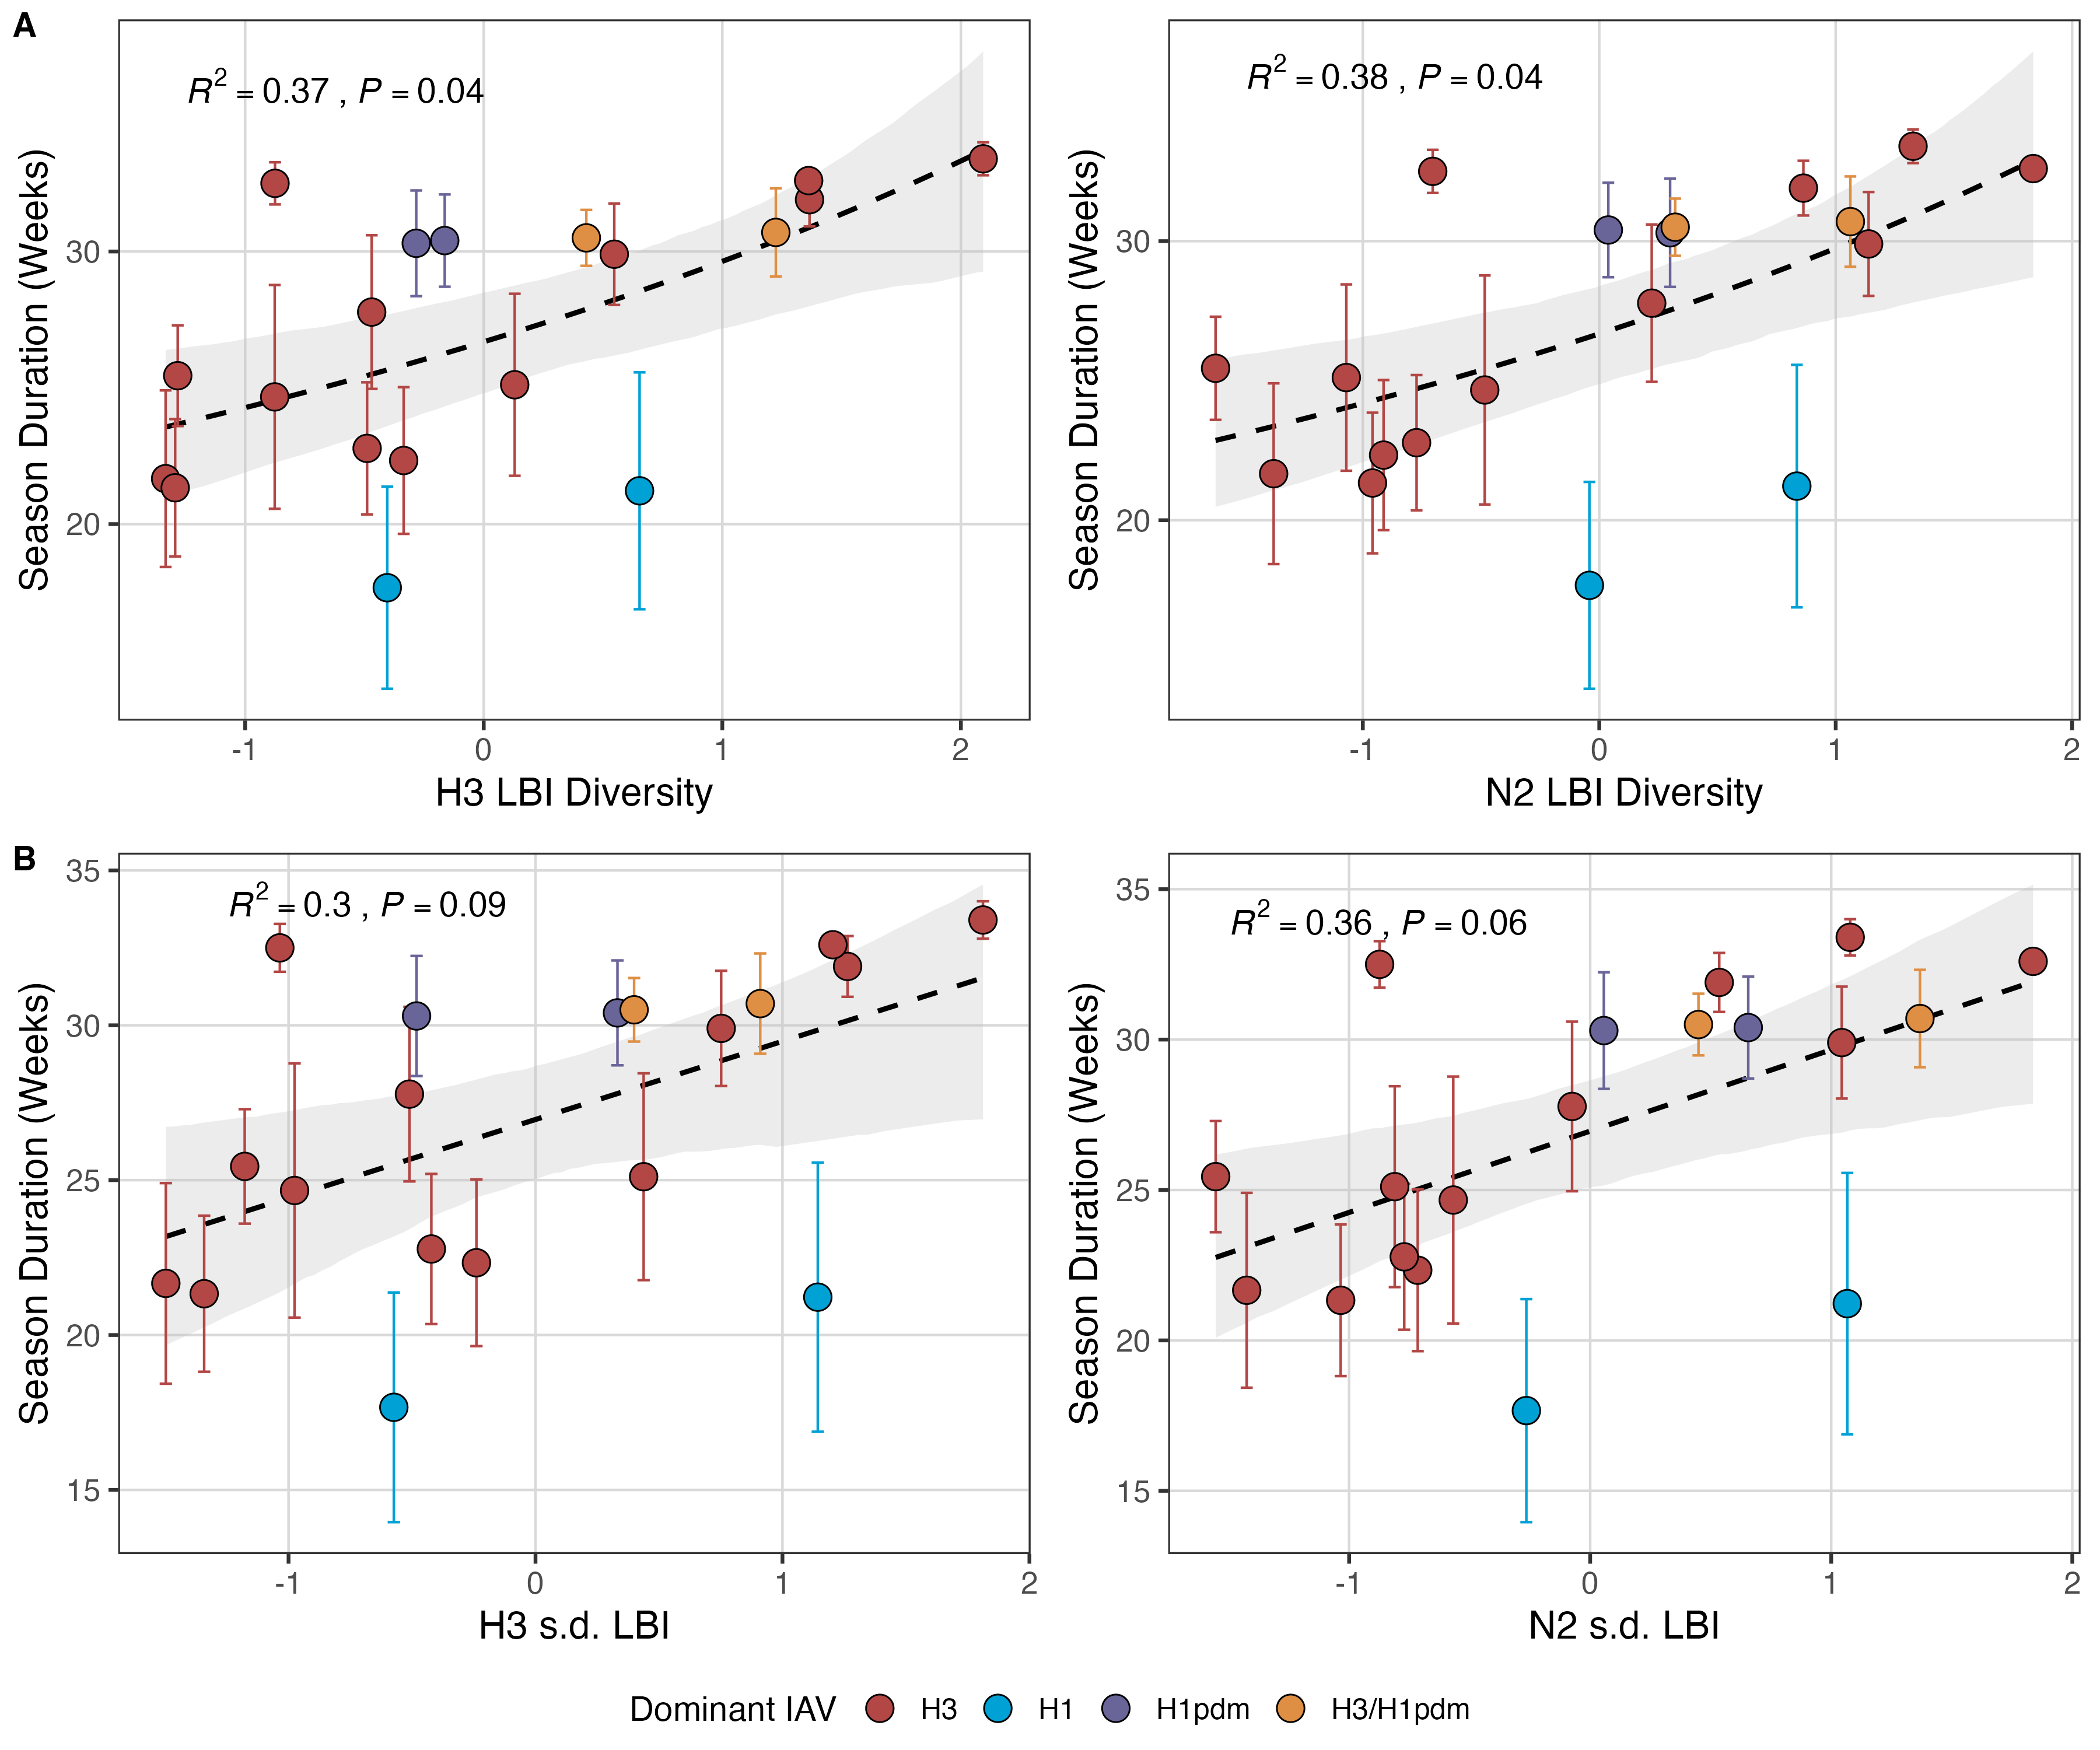 A
R2 = 0.37 , P = 0.04
Season Duration (Weeks)
30
20
-1 0 1 2
H3 LBI Diversity
R2 = 0.38 , P = 0.04
Season Duration (Weeks)
30
20
-1 0 1 2
N2 LBI Diversity
B
R2 = 0.3 , P = 0.09
Season Duration (Weeks)
35
30
25
20
15
-1 0 1 2
H3 s.d. LBI
R2 = 0.36 , P = 0.06
Season Duration (Weeks)
35
30
25
20
15
-1 0 1 2
N2 s.d. LBI
Dominant IAV H3 H1 H1pdm H3/H1pdm